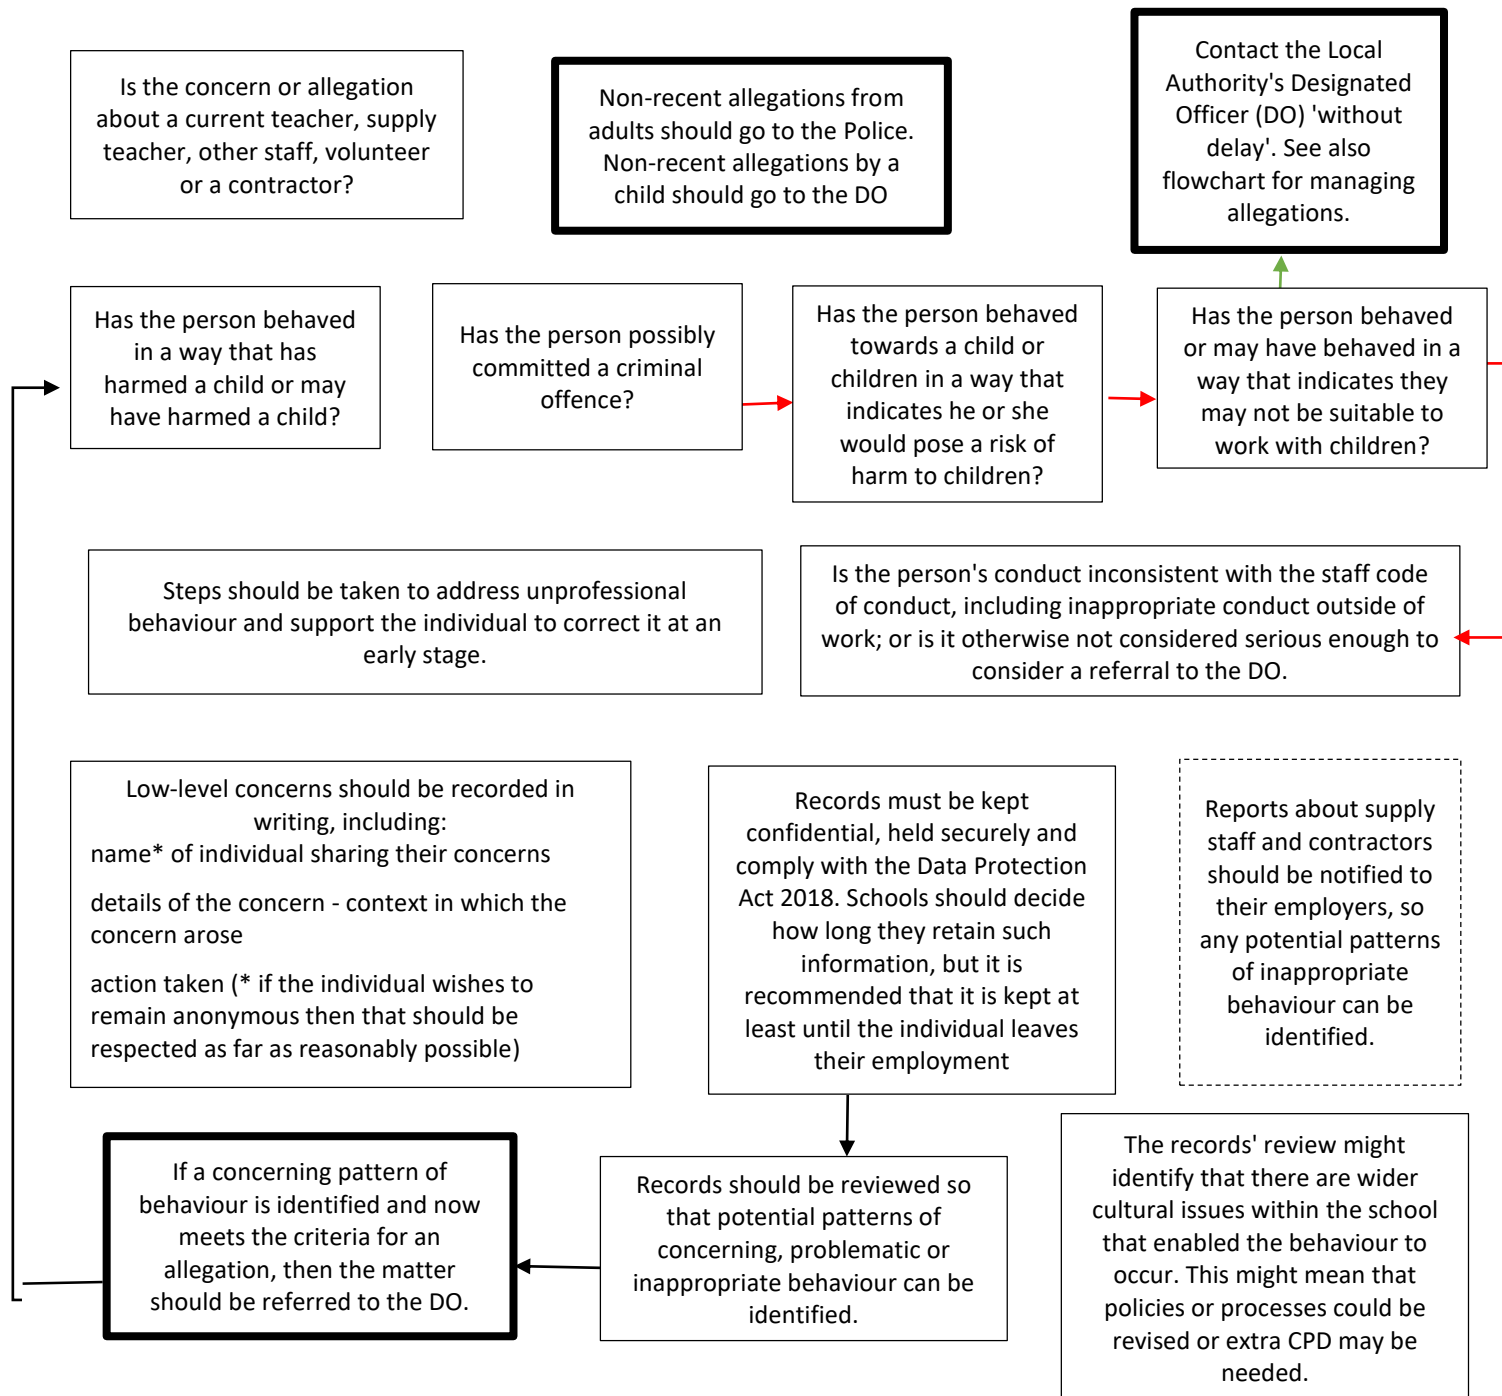 Is the concern or allegation
about a current teacher, supply
teacher, other staff, volunteer
or a contractor?
Non-recent allegations from
adults should go to the Police.
Non-recent allegations by a
child should go to the DO
Contact the Local
Authority's Designated
Officer (DO) 'without
delay'. See also
flowchart for managing
allegations.
Has the person behaved
in a way that has
harmed a child or may
have harmed a child?
Has the person possibly
committed a criminal
offence?
Has the person behaved
towards a child or
children in a way that
indicates he or she
would pose a risk of
harm to children?
Has the person behaved
or may have behaved in a
way that indicates they
may not be suitable to
work with children?
Steps should be taken to address unprofessional
behaviour and support the individual to correct it at an
early stage.
Is the person's conduct inconsistent with the staff code
of conduct, including inappropriate conduct outside of
work; or is it otherwise not considered serious enough to
consider a referral to the DO.
Low-level concerns should be recorded in
writing, including:
name* of individual sharing their concerns
details of the concern - context in which the
concern arose
action taken (* if the individual wishes to
remain anonymous then that should be
respected as far as reasonably possible)
Records must be kept
confidential, held securely and
comply with the Data Protection
Act 2018. Schools should decide
how long they retain such
information, but it is
recommended that it is kept at
least until the individual leaves
their employment
Reports about supply
staff and contractors
should be notified to
their employers, so
any potential patterns
of inappropriate
behaviour can be
identified.
If a concerning pattern of
behaviour is identified and now
meets the criteria for an
allegation, then the matter
should be referred to the DO.
Records should be reviewed so
that potential patterns of
concerning, problematic or
inappropriate behaviour can be
identified.
The records' review might
identify that there are wider
cultural issues within the school
that enabled the behaviour to
occur. This might mean that
policies or processes could be
revised or extra CPD may be
needed.